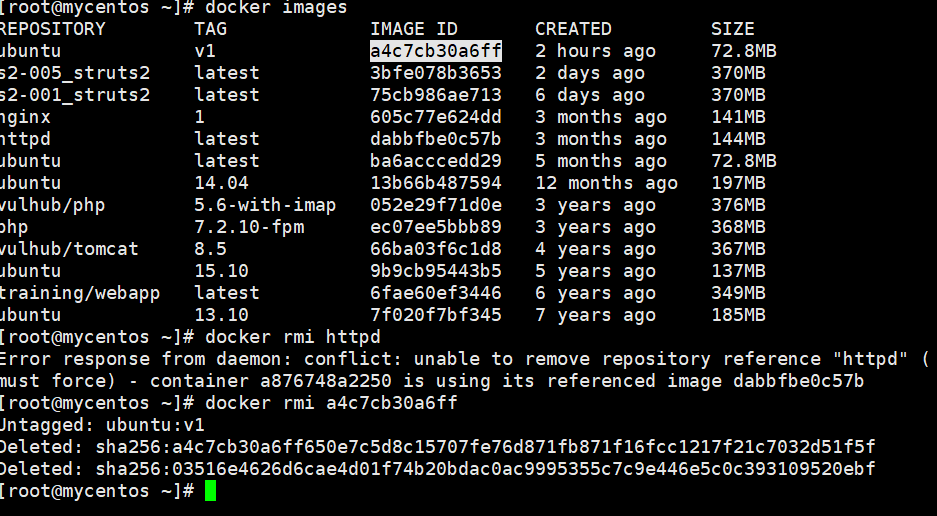 [root@mycentos ~]# docker images
REPOSITORY TAG IMAGE ID CREATED SIZE
ubuntu v1 a4c7cb30a6ff 2 hours ago 72.8MB
s2-005_struts2 latest 3bfe078b3653 2 days ago 370MB
s2-001_struts2 latest 75cb986ae713 6 days ago 370MB
nginx 1 605c77e624dd 3 months ago 141MB
httpd latest dabbfbe0c57b 3 months ago 144MB
ubuntu latest ba6acccedd29 5 months ago 72.8MB
ubuntu 14.04 13b66b487594 12 months ago 197MB
vulhub/php 5.6-with-imap 052e29f71d0e 3 years ago 376MB
php 7.2.10-fpm ec07ee5bbb89 3 years ago 368MB
vulhub/tomcat 8.5 66ba03f6c1d8 4 years ago 367MB
ubuntu 15.10 9b9cb95443b5 5 years ago 137MB
training/webapp latest 6fae60ef3446 6 years ago 349MB
ubuntu 13.10 7f020f7bf345 7 years ago 185MB
[root@mycentos ~]# docker rmi httpd
Error response from daemon: conflict: unable to remove repository reference "httpd" (
must force) - container a876748a2250 is using its referenced image dabbfbe0c57b
[root@mycentos ~]# docker rmi a4c7cb30a6ff
Untagged: ubuntu:v1
Deleted: sha256:a4c7cb30a6ff650e7c5d8c15707fe76d871fb871f16fcc1217f21c7032d51f5f
Deleted: sha256:03516e4626d6cae4d01f74b20bdac0ac9995355c7c9e446e5c0c393109520ebf
[root@mycentos ~]#